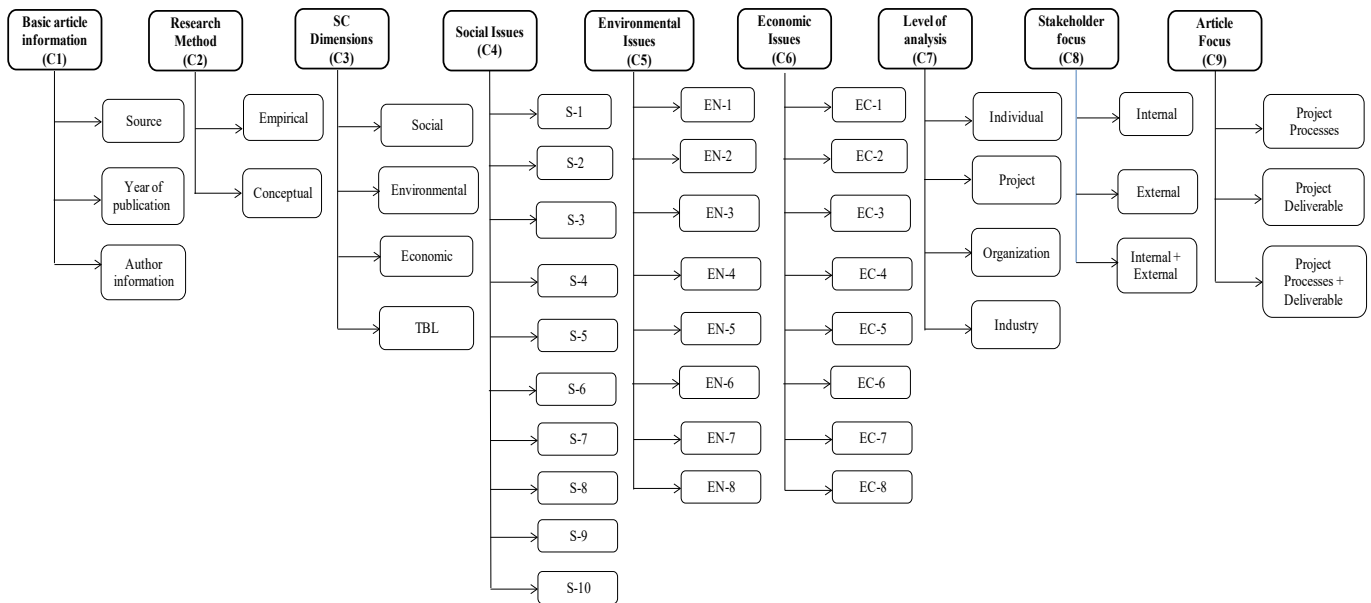 Basic article
information
(C1)
Source
Year of
publication
Author
information
Research
Method
(C2)
Empirical
Conceptual
SC
Dimensions
(C3)
Social
Environmental
Economic
TBL
Social Issues
(C4)
S-1
S-2
S-3
S-4
S-5
S-6
S-7
S-8
S-9
S-10
Environmental
Issues
(C5)
EN-1
EN-2
EN-3
EN-4
EN-5
EN-6
EN-7
EN-8
Economic
Issues
(C6)
EC-1
EC-2
EC-3
EC-4
EC-5
EC-6
EC-7
EC-8
Level of
analysis
(C7)
Individual
Project
Organization
Industry
Stakeholder
focus
(C8)
Internal
External
Internal +
External
Article
Focus
(C9)
Project
Processes
Project
Deliverable
Project
Processes +
Deliverable